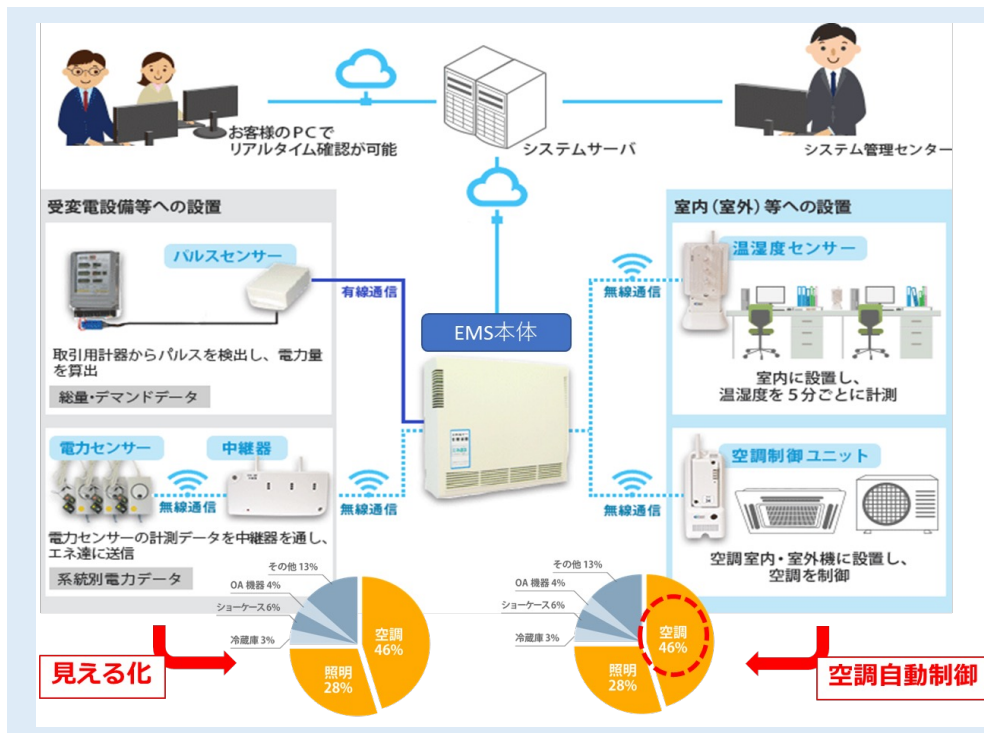 お客様のPCで
リアルタイム確認が可能
システムサーバ
システム管理センター
受変電設備等への設置
パルスセンサー
有線通信
取引用計器からパルスを検出し、電力量
を算出
総量・デマンドデータ
電力センサー
中継器
無線通信
無線通信
電力センサーの計測データを中継器を通し、
エネ達に送信
系統別電力データ
EMS本体
室内(室外)等への設置
温湿度センサー
無線通信
室内に設置し、
温湿度を5分ごとに計測
空調制御ユニット
無線通信
空調室内・室外機に設置し、
空調を制御
その他 13%
OA 機器 4%
ショーケース 6%
冷蔵庫 3%
空調
46%
照明
28%
その他 13%
OA 機器 4%
ショーケース 6%
冷蔵庫 3%
空調
46%
照明
28%
見える化
空調自動制御